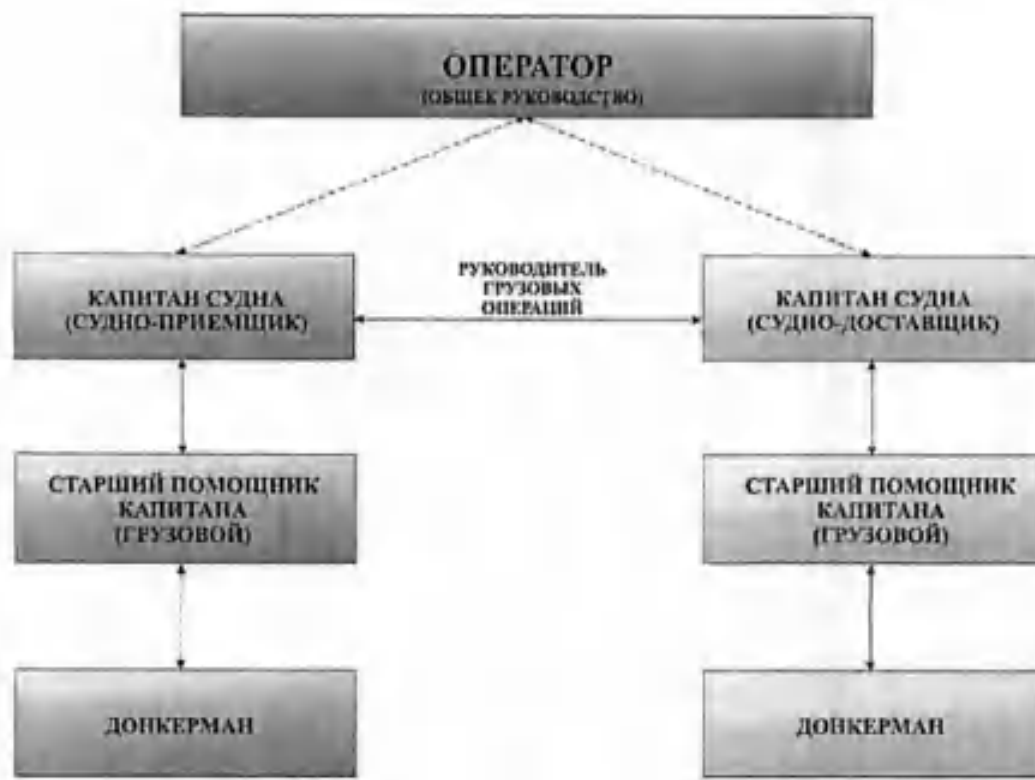 ОПЕРАТОР
(ОБЩЕК РУКОВОДСТВО)
РУКОВОДИТЕЛЬ
ГРУЗОВЫХ
ОПЕРАЦИЙ
КАПИТАН СУДНА
(СУДНО-ПРИЕМЩИК)
КАПИТАН СУДНА
(СУДНО-ДОСТАВЩИК)
СТАРШИЙ ПОМОЩНИК
КАПИТАНА
(ГРУЗОВОЙ)
СТАРШИЙ ПОМОЩНИК
КАПИТАНА
(ГРУЗОВОЙ)
ДОНКЕРМАН
ДОНКЕРМАН